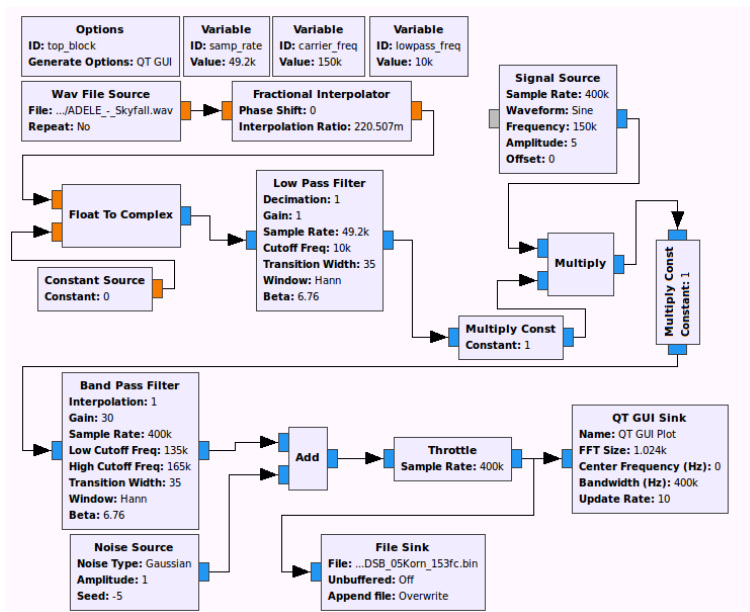 Options
ID: top_block
Generate Options: QT GUI
Variable
ID: samp_rate
Value: 49.2k
Variable
ID: carrier_freq
Value: 150k
Variable
ID: lowpass_freq
Value: 10k
Wav File Source
File: .../ADELE_-_Skyfall.wav
Repeat: No
Fractional Interpolator
Phase Shift: 0
Interpolation Ratio: 220.507m
Signal Source
Sample Rate: 400k
Waveform: Sine
Frequency: 150k
Amplitude: 5
Offset: 0
Float To Complex
Constant Source
Constant: 0
Low Pass Filter
Decimation: 1
Gain: 1
Sample Rate: 49.2k
Cutoff Freq: 10k
Transition Width: 35
Window: Hann
Beta: 6.76
Multiply Const
Constant: 1
Multiply
Multiply Const
Constant: 1
Band Pass Filter
Interpolation: 1
Gain: 30
Sample Rate: 400k
Low Cutoff Freq: 135k
High Cutoff Freq: 165k
Transition Width: 35
Window: Hann
Beta: 6.76
Noise Source
Noise Type: Gaussian
Amplitude: 1
Seed: -5
Add
Throttle
Sample Rate: 400k
File Sink
File: ...DSB_05Korn_153fc.bin
Unbuffered: Off
Append file: Overwrite
QT GUI Sink
Name: QT GUI Plot
FFT Size: 1.024k
Center Frequency (Hz): 0
Bandwidth (Hz): 400k
Update Rate: 10